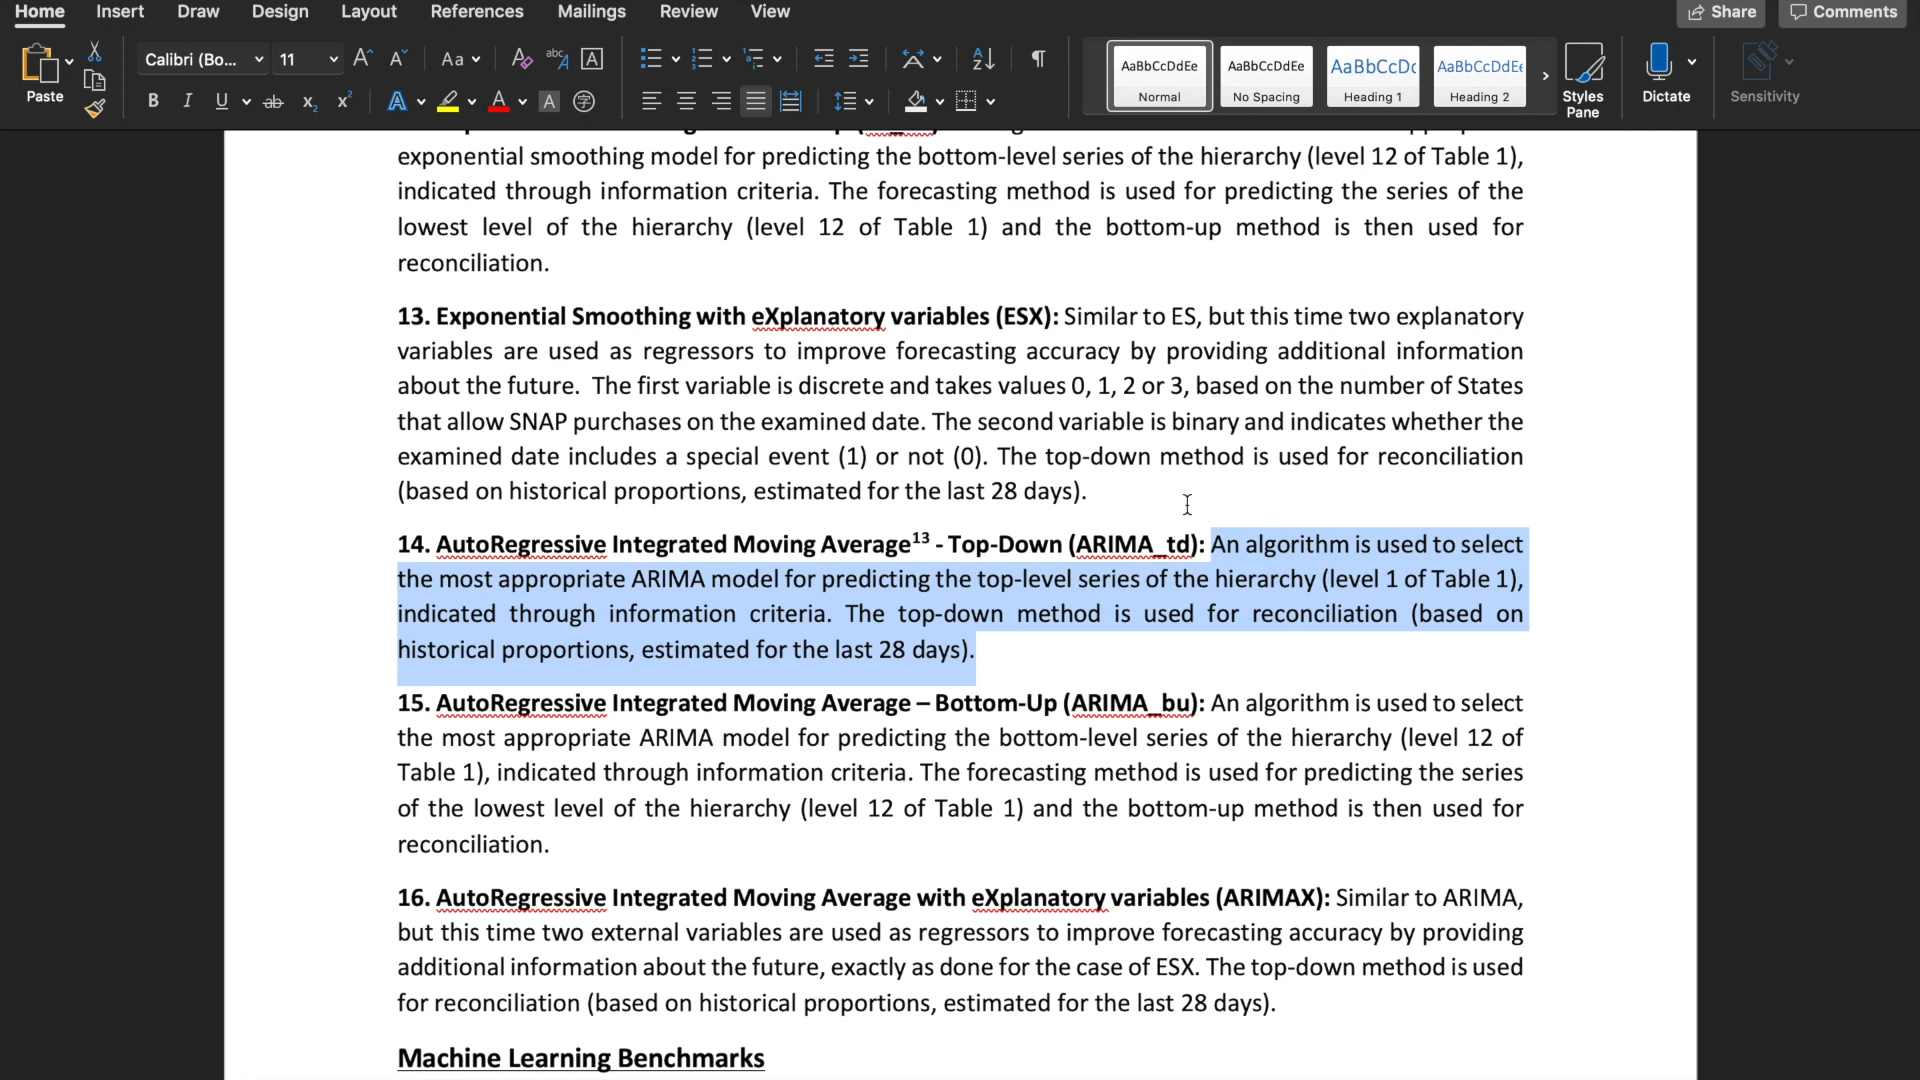 Home Insert Draw Design Layout References Mailings Review View Share Comments
Paste Calibri (Bo... 11 Aa
AaBbCcDdEe AaBbCcDdEe AaBbCcDc AaBbCcDdEe
Normal No Spacing Heading 1 Heading 2 Styles Pane Dictate Sensitivity
exponential smoothing model for predicting the bottom-level series of the hierarchy (level 12 of Table 1),
indicated through information criteria. The forecasting method is used for predicting the series of the
lowest level of the hierarchy (level 12 of Table 1) and the bottom-up method is then used for
reconciliation.
13. Exponential Smoothing with eXplanatory variables (ESX): Similar to ES, but this time two explanatory
variables are used as regressors to improve forecasting accuracy by providing additional information
about the future. The first variable is discrete and takes values 0, 1, 2 or 3, based on the number of States
that allow SNAP purchases on the examined date. The second variable is binary and indicates whether the
examined date includes a special event (1) or not (0). The top-down method is used for reconciliation
(based on historical proportions, estimated for the last 28 days).
14. AutoRegressive Integrated Moving Average¹³ - Top-Down (ARIMA_td): An algorithm is used to select
the most appropriate ARIMA model for predicting the top-level series of the hierarchy (level 1 of Table 1),
indicated through information criteria. The top-down method is used for reconciliation (based on
historical proportions, estimated for the last 28 days).
15. AutoRegressive Integrated Moving Average – Bottom-Up (ARIMA_bu): An algorithm is used to select
the most appropriate ARIMA model for predicting the bottom-level series of the hierarchy (level 12 of
Table 1), indicated through information criteria. The forecasting method is used for predicting the series
of the lowest level of the hierarchy (level 12 of Table 1) and the bottom-up method is then used for
reconciliation.
16. AutoRegressive Integrated Moving Average with eXplanatory variables (ARIMAX): Similar to ARIMA,
but this time two external variables are used as regressors to improve forecasting accuracy by providing
additional information about the future, exactly as done for the case of ESX. The top-down method is used
for reconciliation (based on historical proportions, estimated for the last 28 days).
Machine Learning Benchmarks